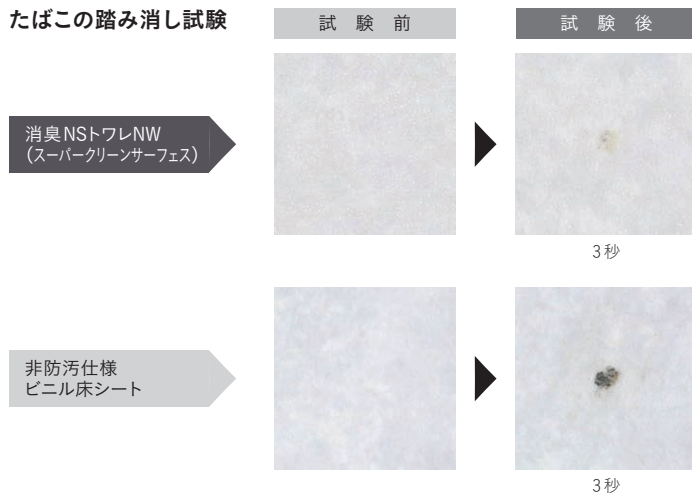 たばこの踏み消し試験
試験前
試験後
消臭NSトワレNW
（スーパークリーンサーフェス）
3秒
非防汚仕様
ビニル床シート
3秒